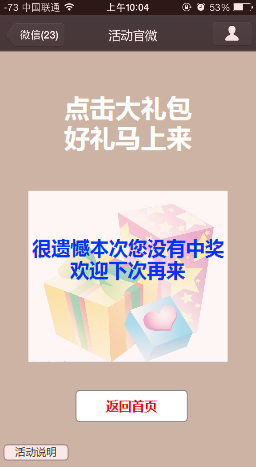 -73 中国联通 上午10:04 53%
微信(23) 活动官微
点击大礼包
好礼马上来
很遗憾本次您没有中奖
欢迎下次再来
返回首页
活动说明